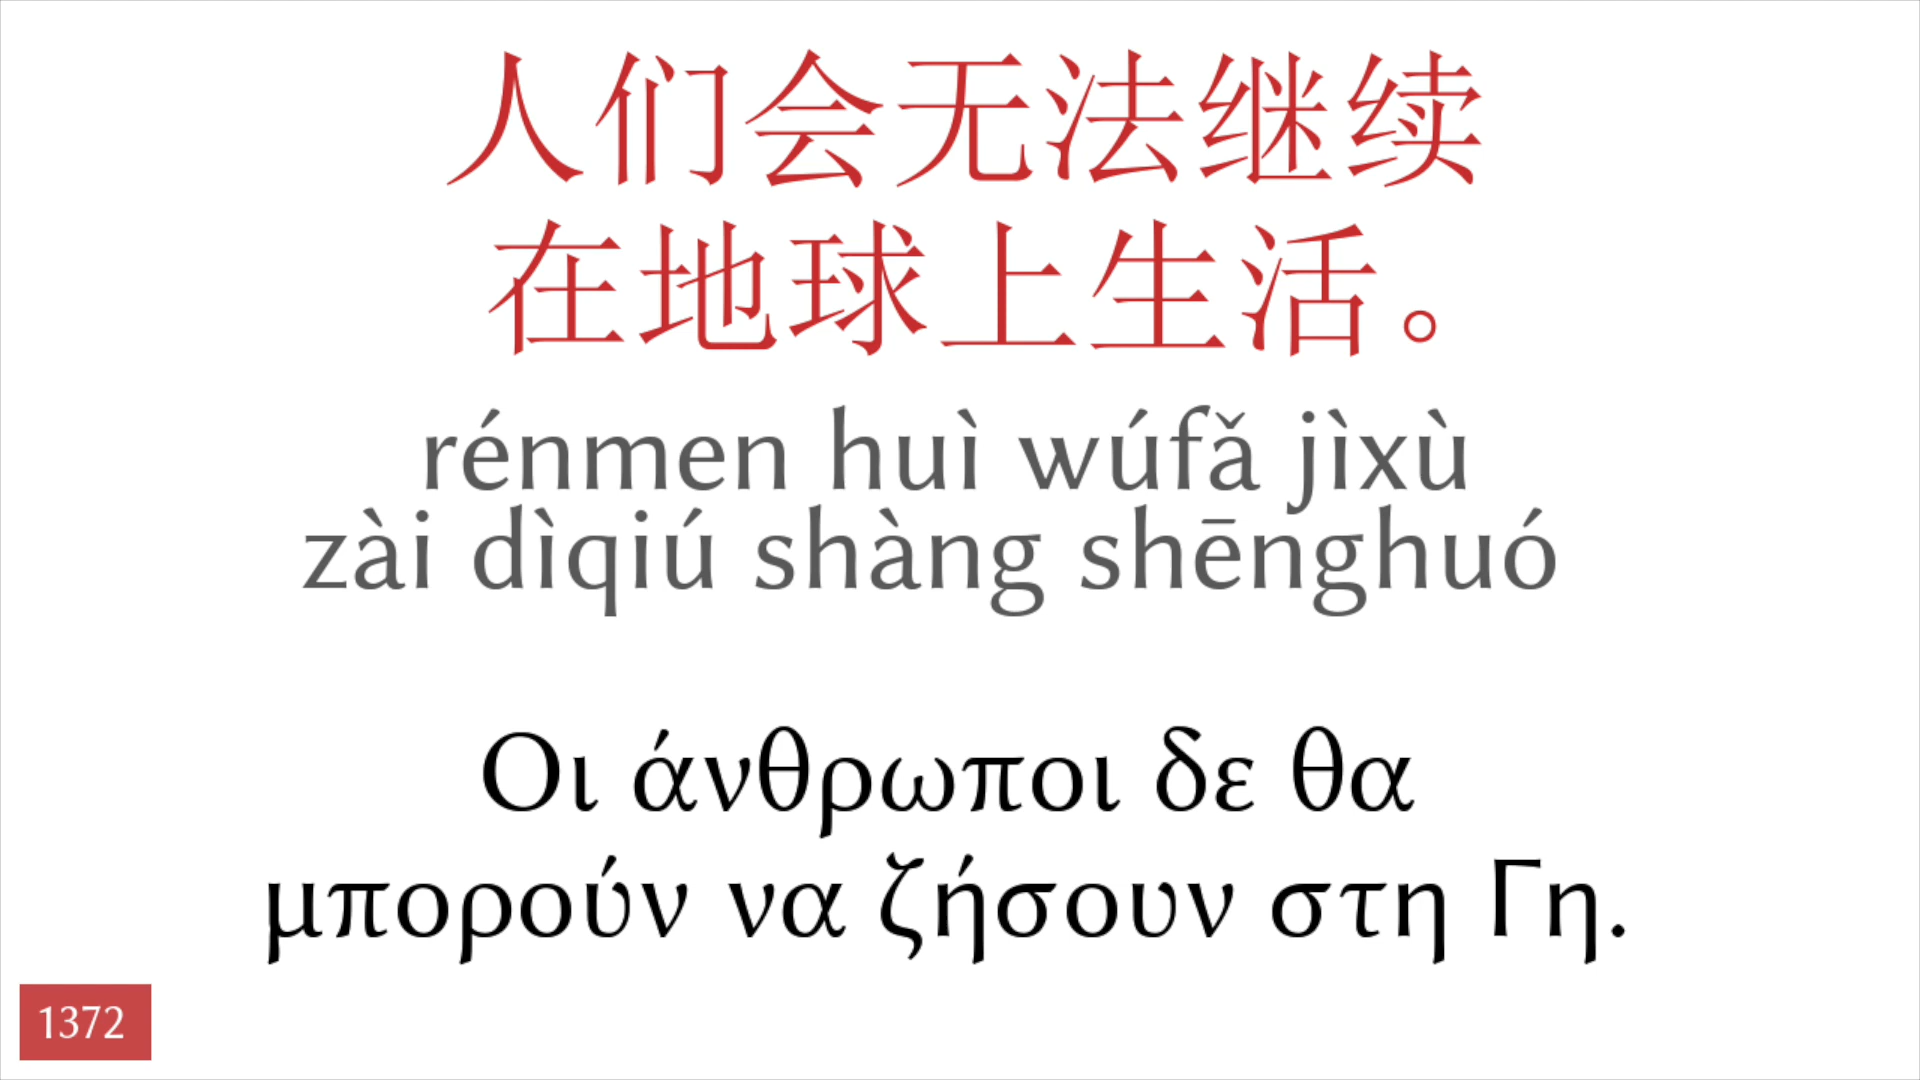 人们会无法继续
在地球上生活。
rénmen huì wúfǎ jìxù
zài dìqiú shàng shēnghuó
Οι άνθρωποι δε θα
μπορούν να ζήσουν στη Γη.
1372